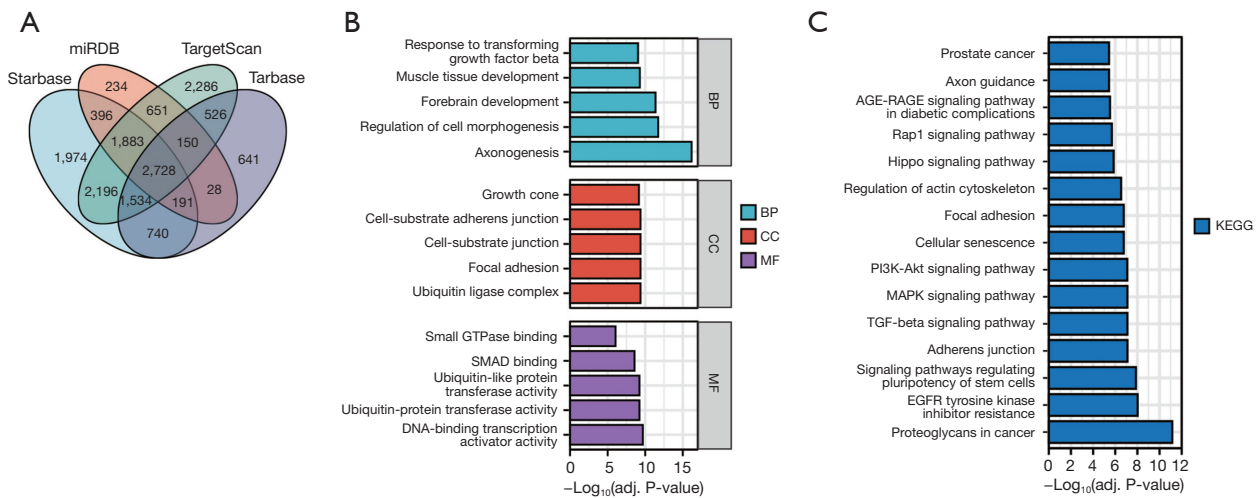 A
miRDB
TargetScan
Starbase
Tarbase
234
2,286
396
651
526
1,974
1,883
150
641
2,728
2,196
1,534
191
28
740
B
Response to transforming
growth factor beta
Muscle tissue development
Forebrain development
Regulation of cell morphogenesis
Axonogenesis
BP
Growth cone
Cell-substrate adherens junction
Cell-substrate junction
Focal adhesion
Ubiquitin ligase complex
CC
Small GTPase binding
SMAD binding
Ubiquitin-like protein
transferase activity
Ubiquitin-protein transferase activity
DNA-binding transcription
activator activity
MF
0 5 10 15
−Log10(adj. P-value)
BP
CC
MF
C
Prostate cancer
Axon guidance
AGE-RAGE signaling pathway
in diabetic complications
Rap1 signaling pathway
Hippo signaling pathway
Regulation of actin cytoskeleton
Focal adhesion
Cellular senescence
PI3K-Akt signaling pathway
MAPK signaling pathway
TGF-beta signaling pathway
Adherens junction
Signaling pathways regulating
pluripotency of stem cells
EGFR tyrosine kinase
inhibitor resistance
Proteoglycans in cancer
0 2 4 6 8 10 12
−Log10(adj. P-value)
KEGG